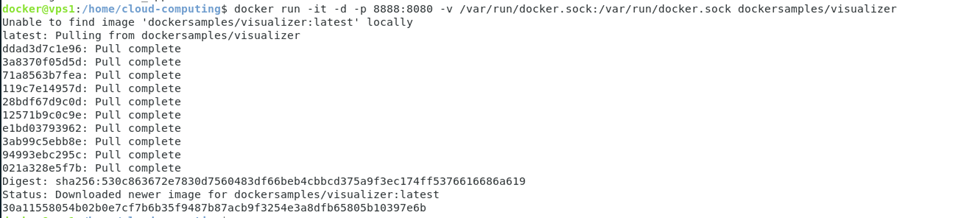 docker@vps1:/home/cloud-computing$ docker run -it -d -p 8888:8080 -v /var/run/docker.sock:/var/run/docker.sock dockersamples/visualizer
Unable to find image 'dockersamples/visualizer:latest' locally
latest: Pulling from dockersamples/visualizer
ddad3d7c1e96: Pull complete
3a8370f05d5d: Pull complete
71a8563b7fea: Pull complete
119c7e14957d: Pull complete
28bdf67d9c0d: Pull complete
12571b9c0c9e: Pull complete
e1bd03793962: Pull complete
3ab99c5ebb8e: Pull complete
94993ebc295c: Pull complete
021a328e5f7b: Pull complete
Digest: sha256:530c863672e7830d7560483df66beb4cbbcd375a9f3ec174ff5376616686a619
Status: Downloaded newer image for dockersamples/visualizer:latest
30a11558054b02b0e7cf7b6b35f9487b87acb9f3254e3a8dfb65805b10397e6b